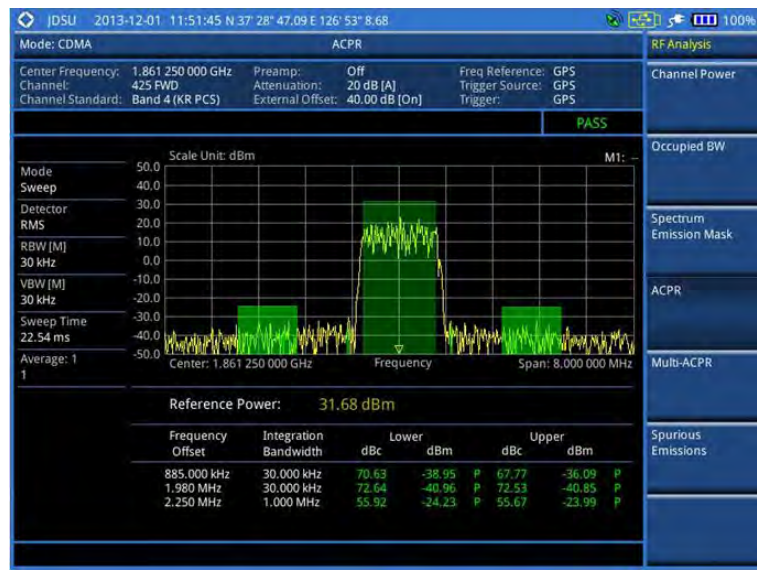 JDSU 2013-12-01 11:51:45 N 37' 28" 47.09 E 126' 53" 8.68 100%
Mode: CDMA ACPR RF Analysis
Center Frequency: 1.861 250 000 GHz Preamp: Off Freq Reference: GPS
Channel: 425 FWD Attenuation: 20 dB [A] Trigger Source: GPS
Channel Standard: Band 4 (KR PCS) External Offset: 40.00 dB [On] Trigger: GPS
Channel Power
PASS
Occupied BW
Scale Unit: dBm M1: --
Mode
Sweep
Detector
RMS
RBW [M]
30 kHz
VBW [M]
30 kHz
Sweep Time
22.54 ms
Average: 1
1
50.0
40.0
30.0
20.0
10.0
0.0
-10.0
-20.0
-30.0
-40.0
-50.0
Center: 1.861 250 000 GHz Frequency Span: 8.000 000 MHz
Spectrum
Emission Mask
ACPR
Multi-ACPR
Spurious
Emissions
Reference Power: 31.68 dBm
Frequency Integration Lower Upper
Offset Bandwidth dBc dBm dBc dBm
885.000 kHz 30.000 kHz 70.63 -38.95 P 67.77 -36.09 P
1.980 MHz 30.000 kHz 72.64 -40.96 P 72.53 -40.85 P
2.250 MHz 1.000 MHz 55.92 -24.23 P 55.67 -23.99 P